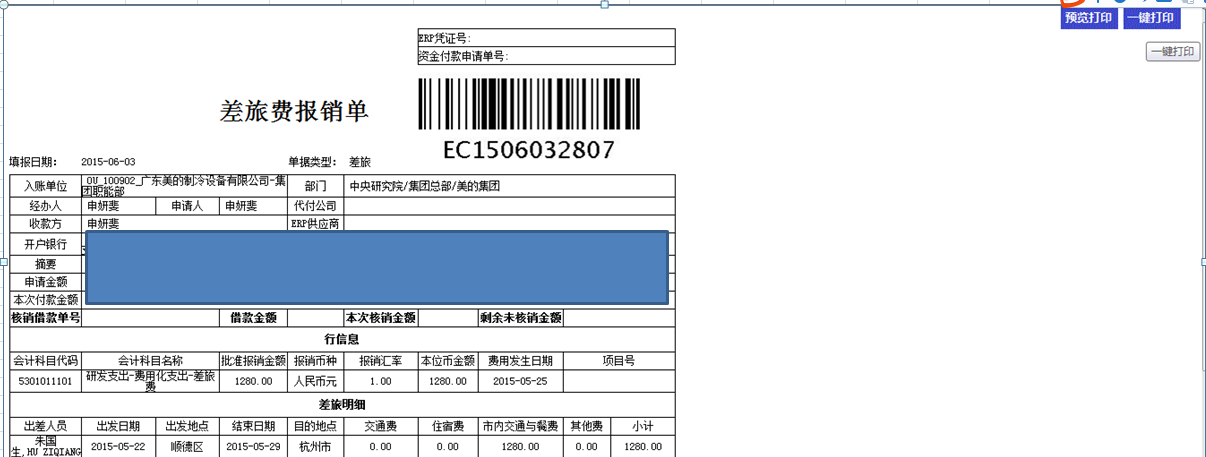 预览打印 一键打印
一键打印
ERP凭证号:
资金付款申请单号:
差旅费报销单
EC1506032807
填报日期: 2015-06-03 单据类型: 差旅
入账单位 OU_100902_广东美的制冷设备有限公司-集团职能部 部门 中央研究院/集团总部/美的集团
经办人 申妍斐 申请人 申妍斐 代付公司
收款方 申妍斐 ERP供应商
开户银行
摘要
申请金额
本次付款金额
核销借款单号 借款金额 本次核销金额 剩余未核销金额
行信息
会计科目代码 会计科目名称 批准报销金额 报销币种 报销汇率 本位币金额 费用发生日期 项目号
5301011101 研发支出-费用化支出-差旅费 1280.00 人民币元 1.00 1280.00 2015-05-25
差旅明细
出差人员 出发日期 出发地点 结束日期 目的地点 交通费 住宿费 市内交通与餐费 其他费 小计
朱国生,HU ZIQIANG 2015-05-22 顺德区 2015-05-29 杭州市 0.00 0.00 1280.00 0.00 1280.00